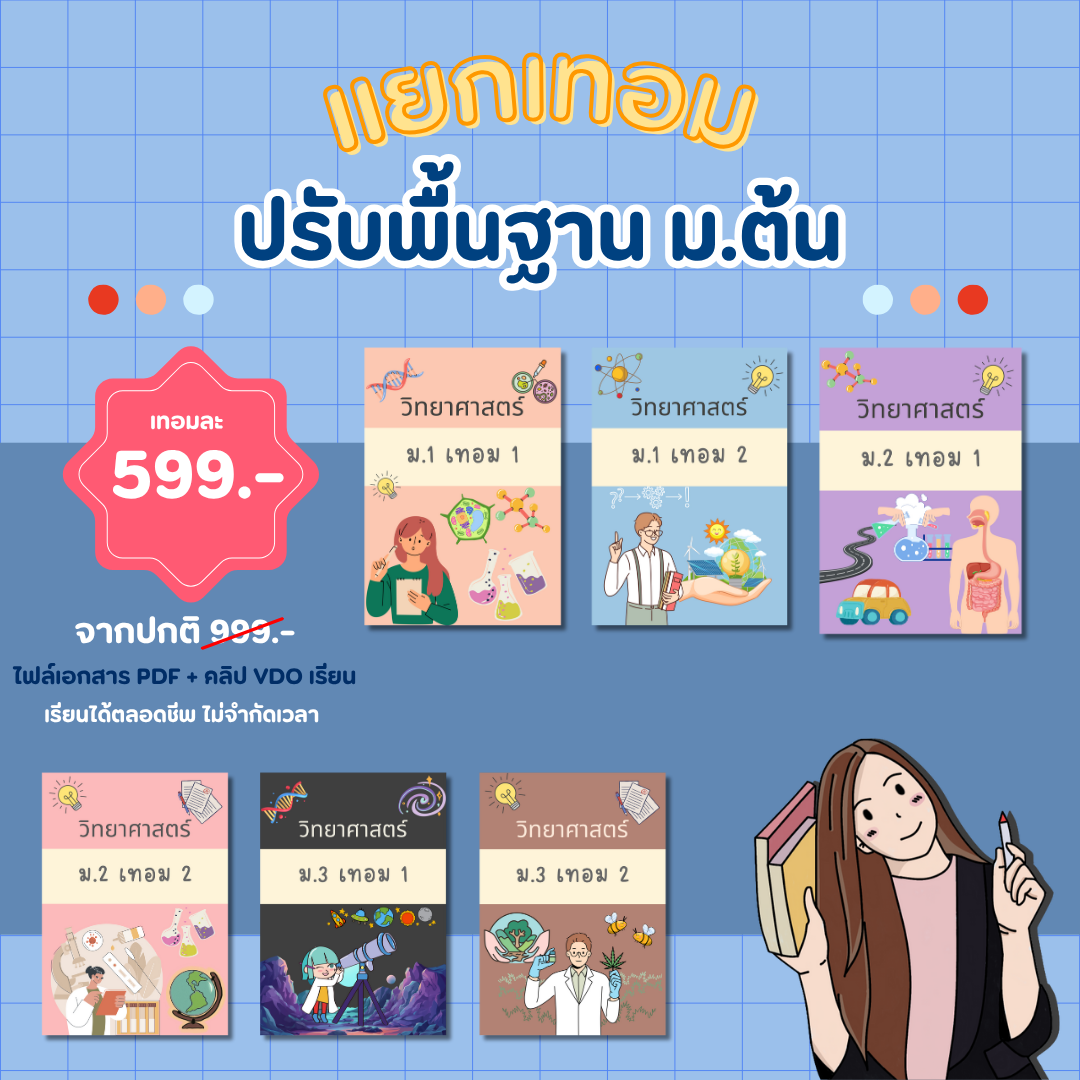 แยกเทอม
ปรับพื้นฐาน ม.ต้น
เทอมละ
599.-
จากปกติ 999.-
ไฟล์เอกสาร PDF + คลิป VDO เรียน
เรียนได้ตลอดชีพ ไม่จำกัดเวลา
วิทยาศาสตร์
ม.1 เทอม 1
วิทยาศาสตร์
ม.1 เทอม 2
?? → → !
วิทยาศาสตร์
ม.2 เทอม 1
วิทยาศาสตร์
ม.2 เทอม 2
วิทยาศาสตร์
ม.3 เทอม 1
วิทยาศาสตร์
ม.3 เทอม 2